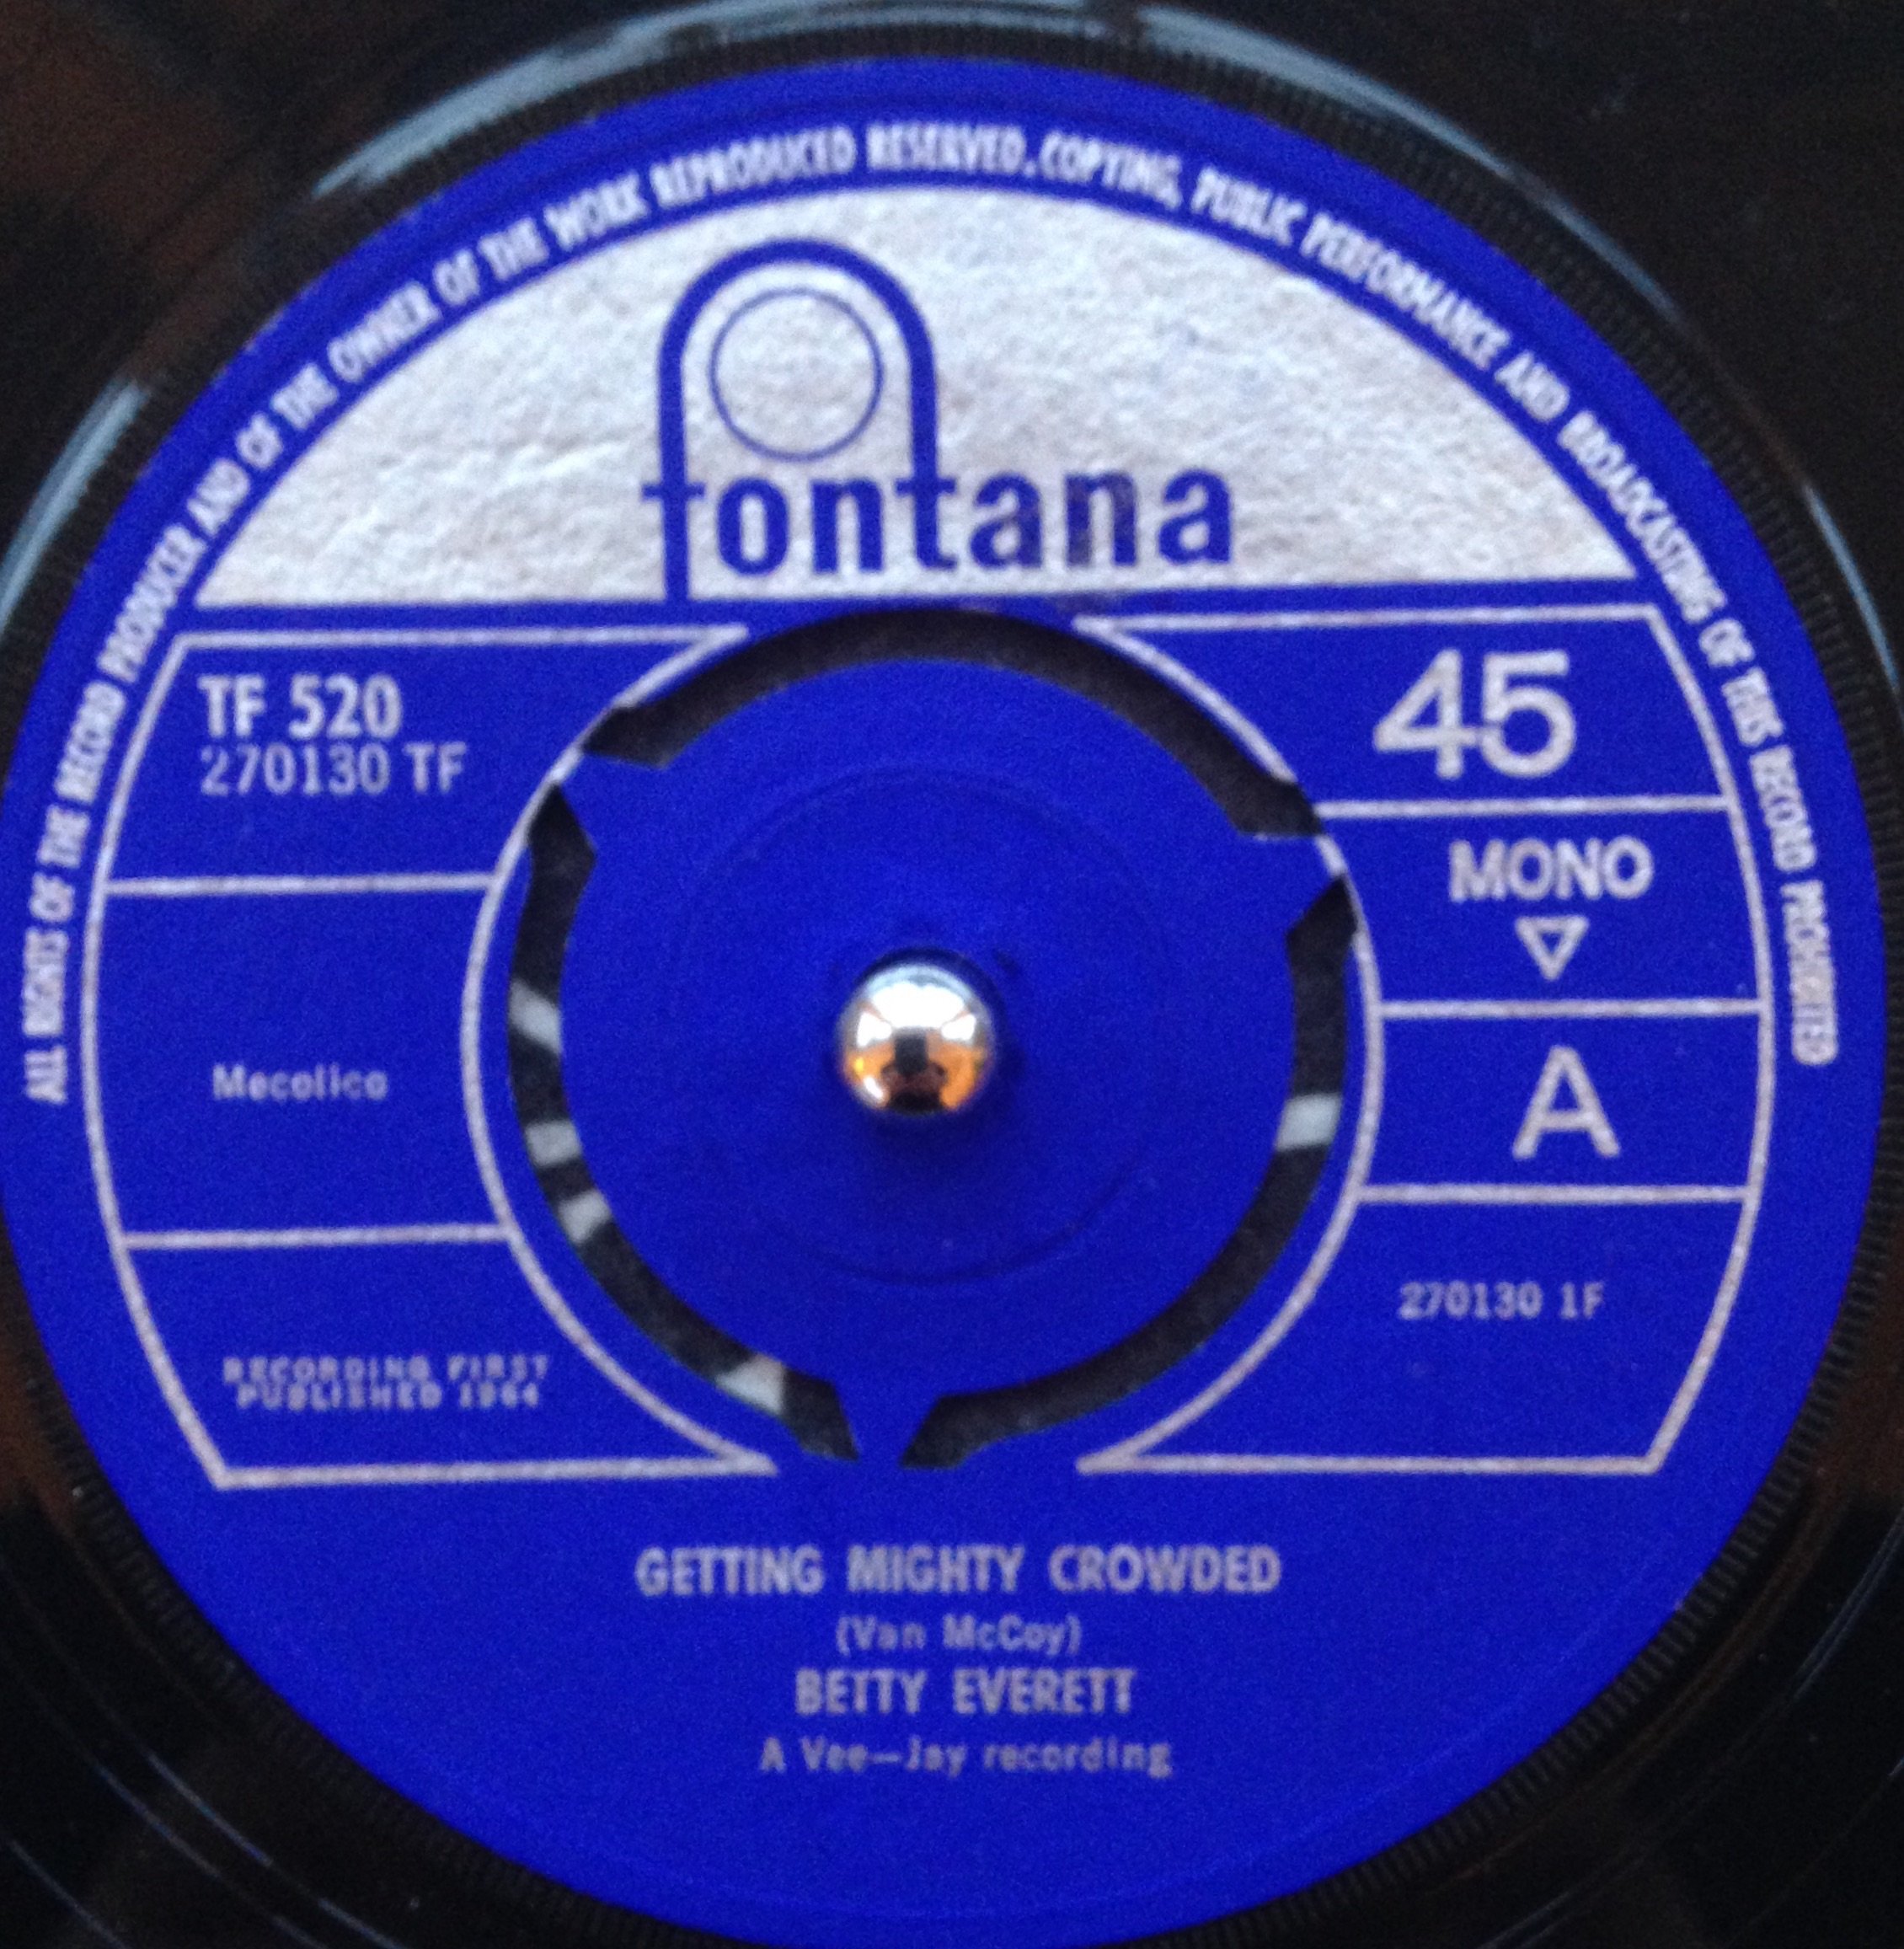 ALL RIGHTS OF THE RECORD PRODUCER AND OF THE OWNER OF THE WORK REPRODUCED RESERVED. COPYING, PUBLIC PERFORMANCE AND BROADCASTING OF THIS RECORD PROHIBITED
fontana
TF 520
270130 TF
Mecolico
RECORDING FIRST
PUBLISHED 1964
45
MONO
A
270130 1F
GETTING MIGHTY CROWDED
(Van McCoy)
BETTY EVERETT
A Vee-Jay recording